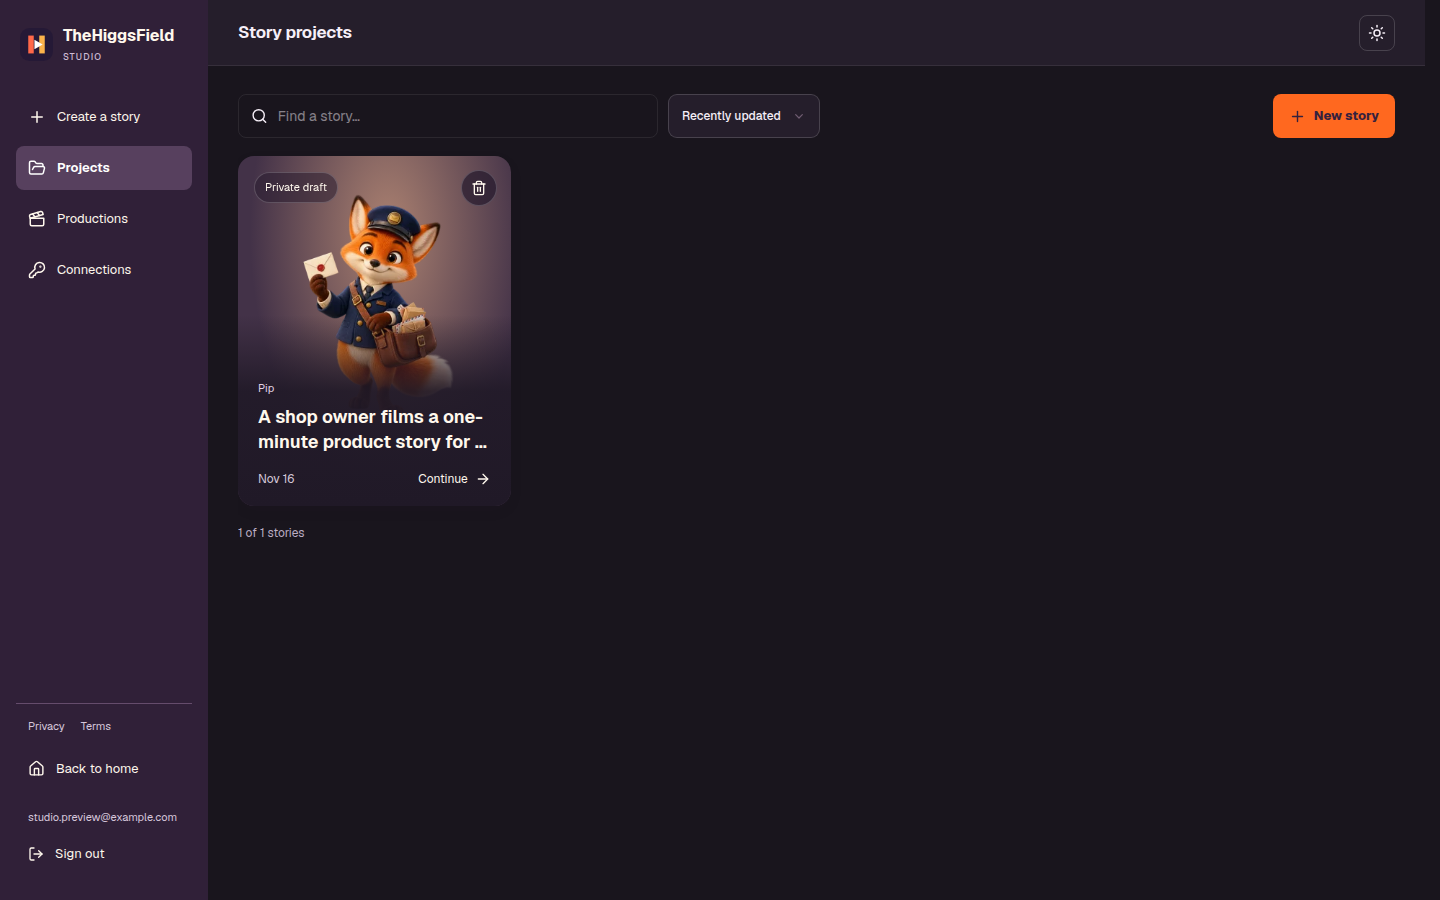 TheHiggsField
STUDIO
Create a story
Projects
Productions
Connections
Privacy Terms
Back to home
studio.preview@example.com
Sign out
Story projects
Find a story...
Recently updated
New story
Private draft
Pip
A shop owner films a one-
minute product story for ...
Nov 16
Continue
1 of 1 stories